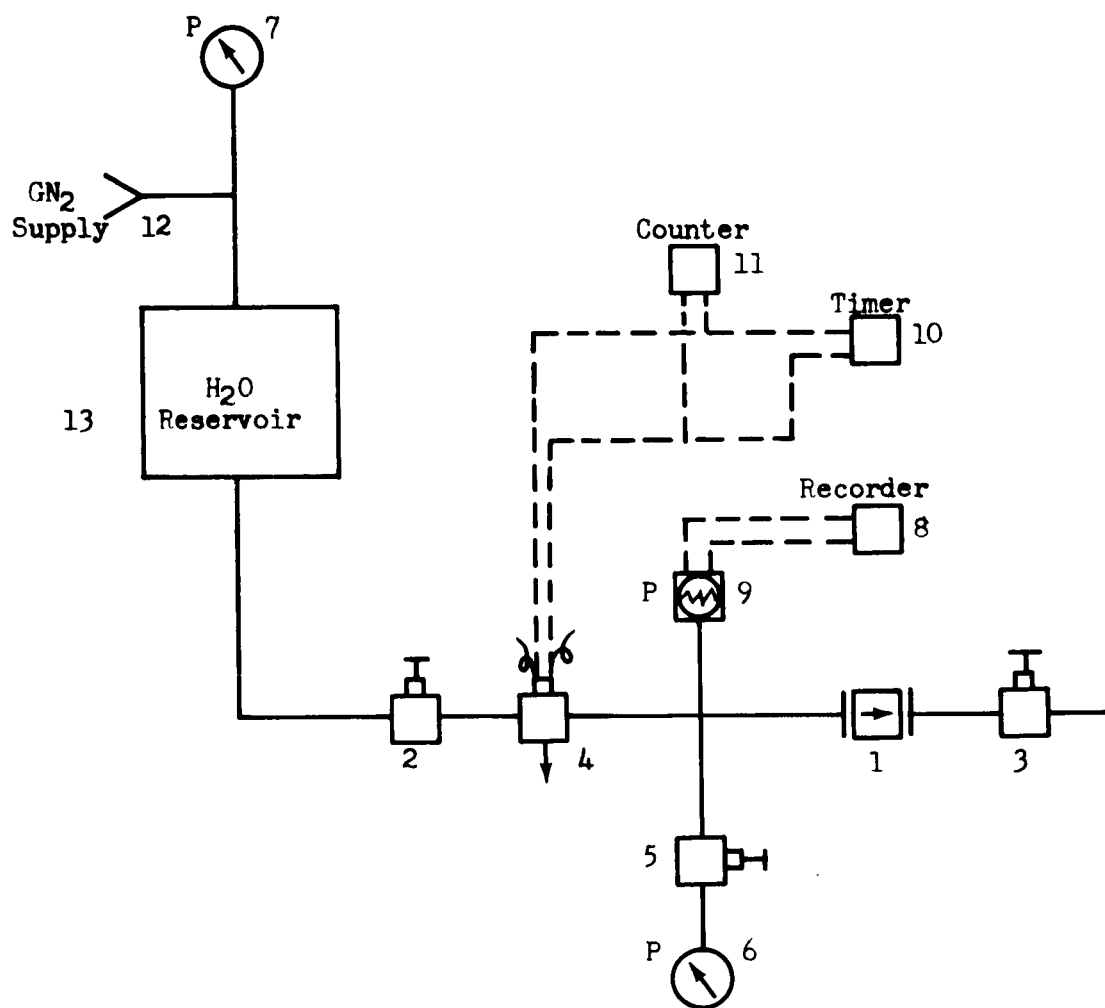 P 7
GN2
Supply 12
Counter
11
Timer
10
H2O
Reservoir
13
Recorder
8
P 9
2 4 1 3
5
P 6